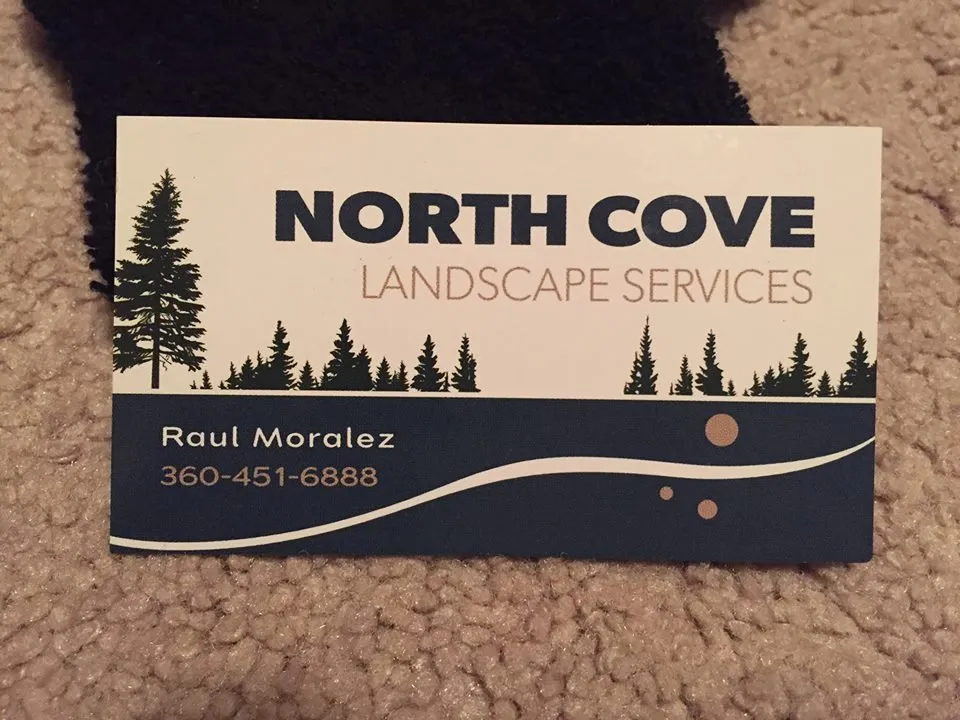 NORTH COVE
LANDSCAPE SERVICES
Raul Moralez
360-451-6888